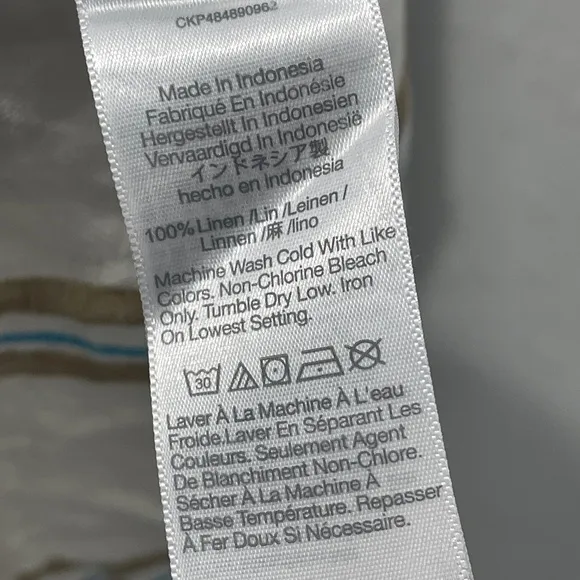 CKP484890962
Made In Indonesia
Fabriqué En Indonésie
Hergestellt In Indonesien
Vervaardigd In Indonesië
インドネシア製
hecho en Indonesia
100% Linen /Lin /Leinen /
Linnen /麻 /lino
Machine Wash Cold With Like
Colors. Non-Chlorine Bleach
Only. Tumble Dry Low. Iron
On Lowest Setting.
30
Laver À La Machine À L'eau
Froide.Laver En Séparant Les
Couleurs. Seulement Agent
De Blanchiment Non-Chlore.
Sécher À La Machine À
Basse Température. Repasser
À Fer Doux Si Nécessaire.